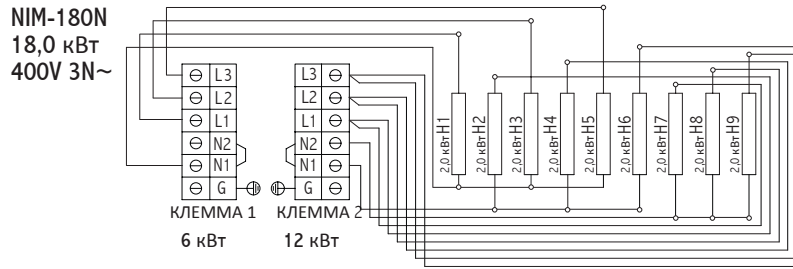 NIM-180N
18,0 кВт
400V 3N~
L3
L2
L1
N2
N1
G
КЛЕММА 1
6 кВт
L3
L2
L1
N2
N1
G
КЛЕММА 2
12 кВт
2,0 кВт H1
2,0 кВт H2
2,0 кВт H3
2,0 кВт H4
2,0 кВт H5
2,0 кВт H6
2,0 кВт H7
2,0 кВт H8
2,0 кВт H9